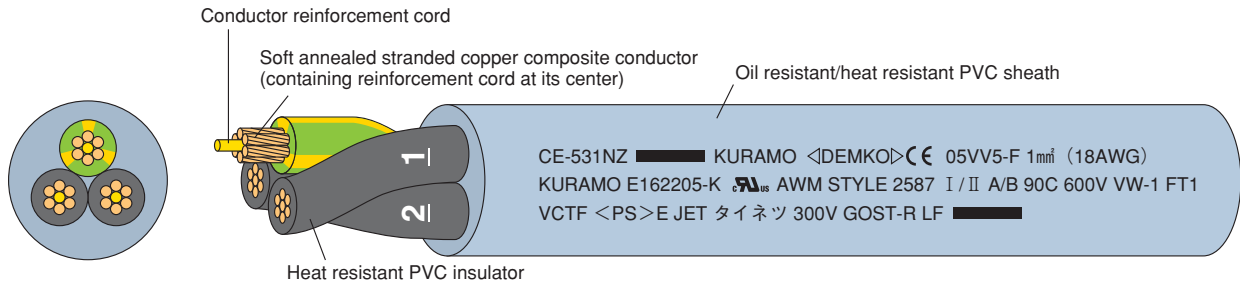 Conductor reinforcement cord
Soft annealed stranded copper composite conductor
(containing reinforcement cord at its center)
Oil resistant/heat resistant PVC sheath
1
2
CE-531NZ KURAMO ◁DEMKO▷ CE 05VV5-F 1m㎡ (18AWG)
KURAMO E162205-K c RU us AWM STYLE 2587 Ⅰ/Ⅱ A/B 90C 600V VW-1 FT1
VCTF <PS>E JET タイネツ 300V GOST-R LF
Heat resistant PVC insulator